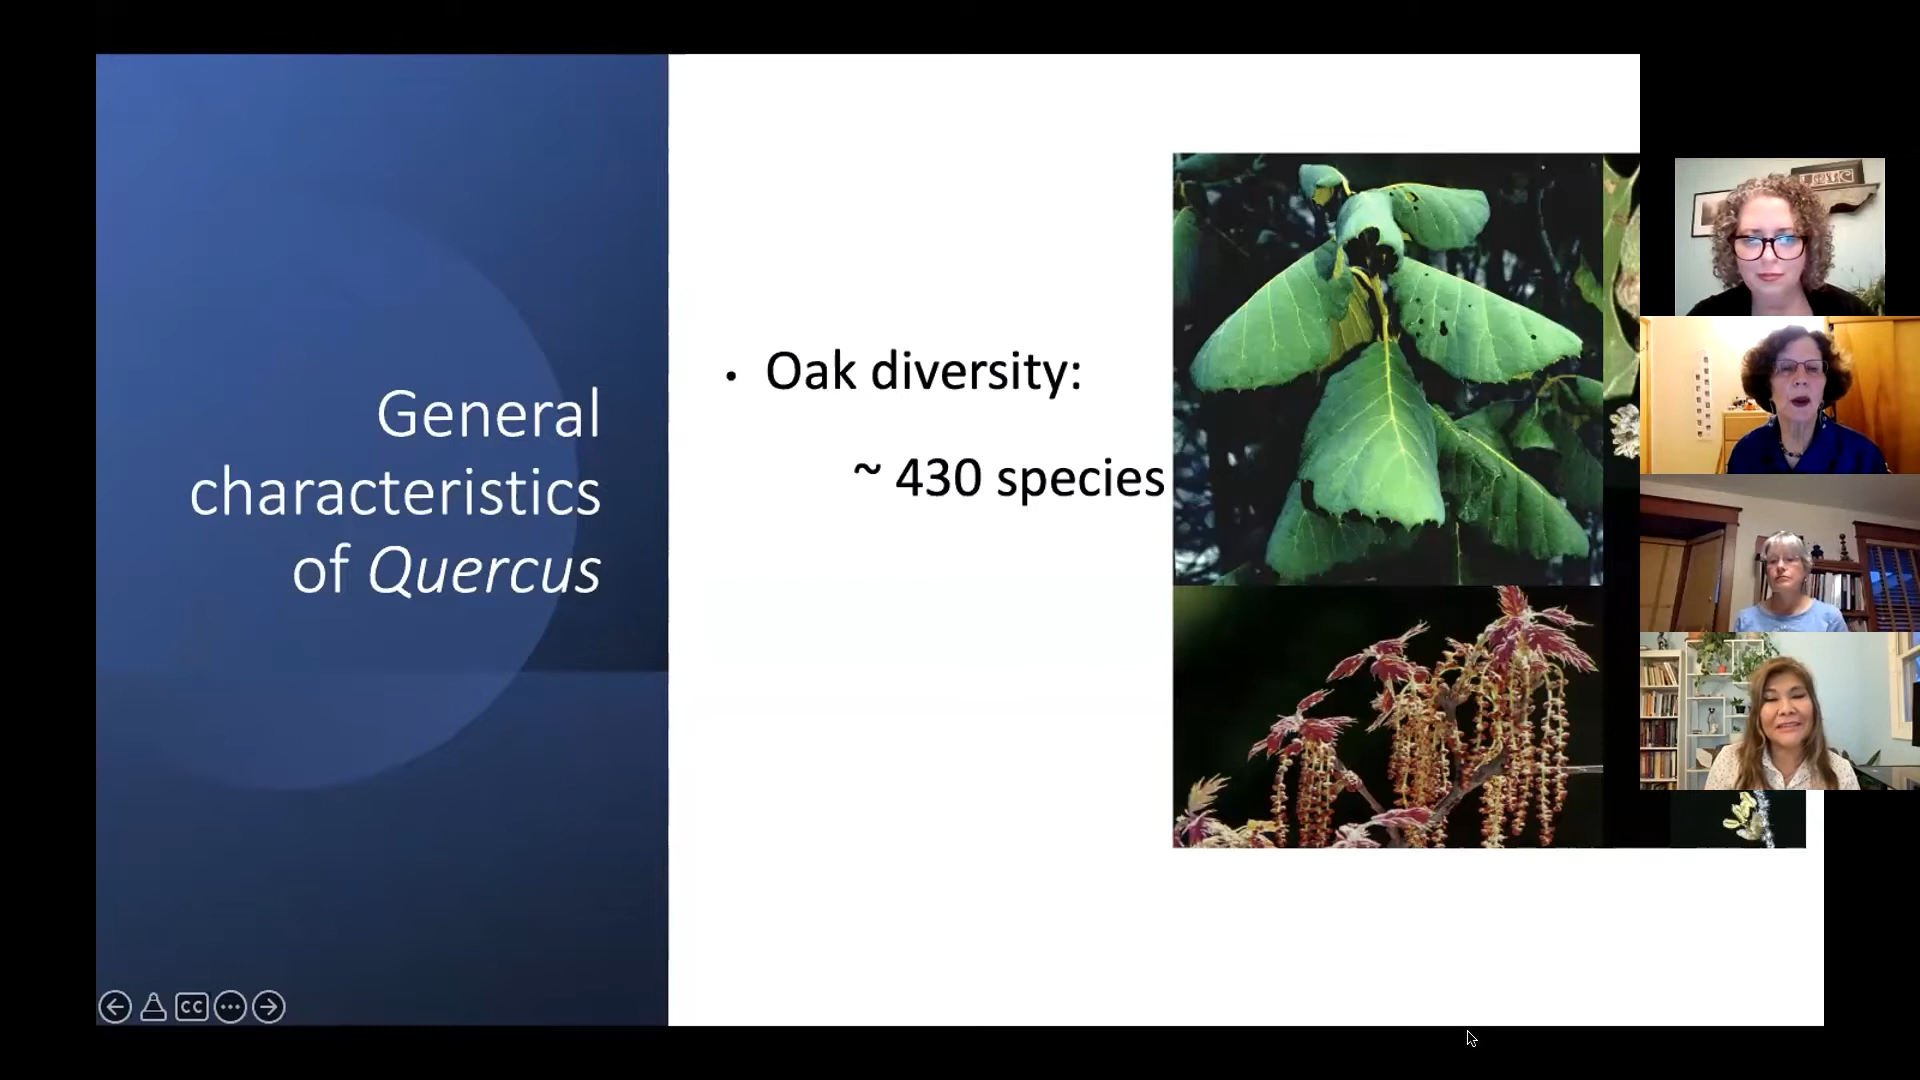 General
characteristics
of Quercus
• Oak diversity:
~ 430 species
CC